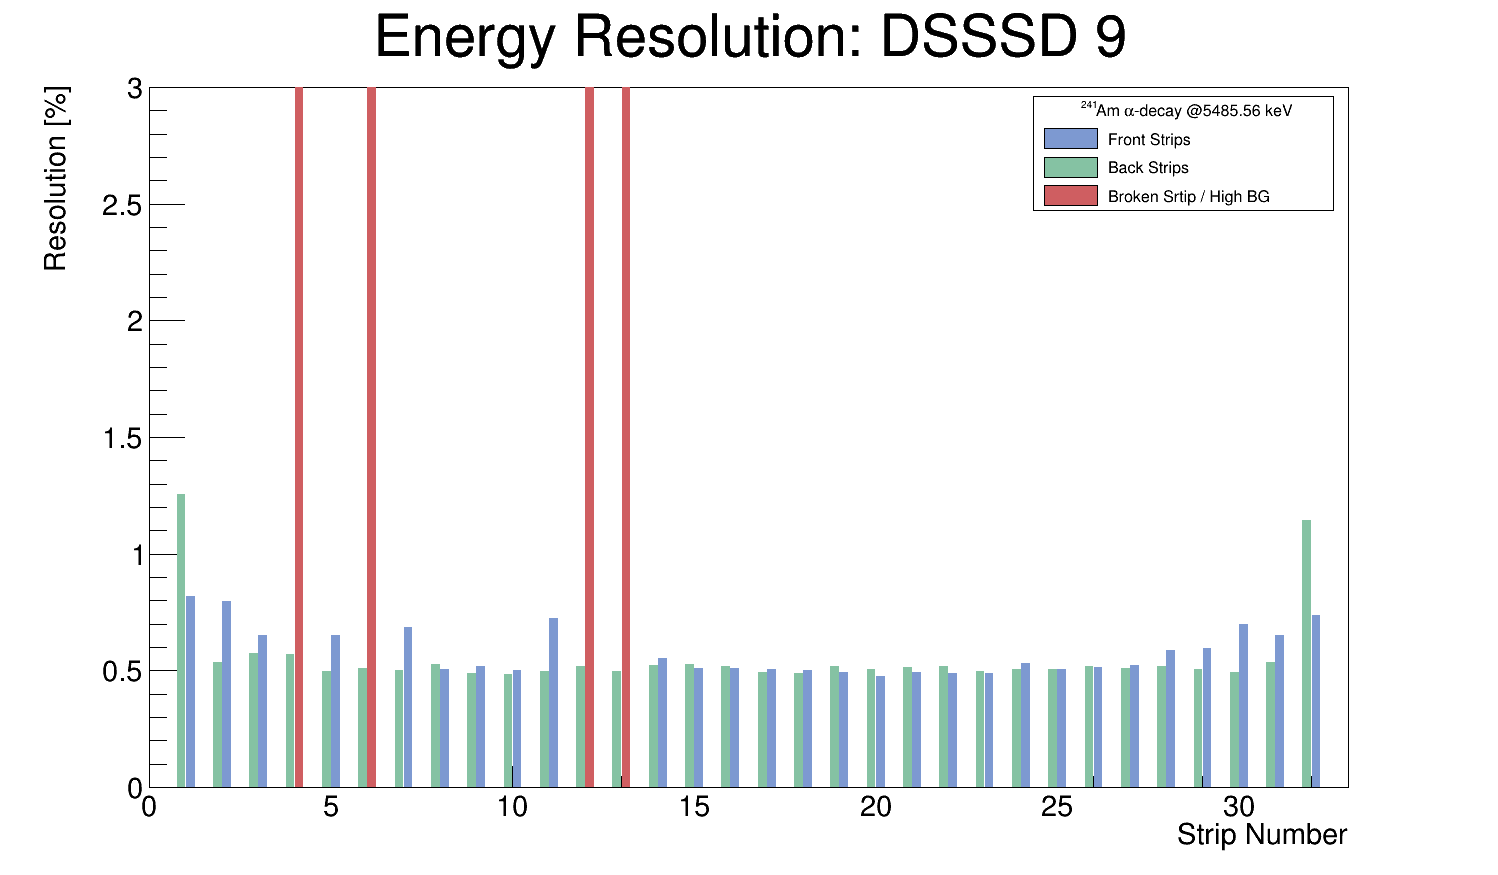 Energy Resolution: DSSSD 9
Resolution [%]
3
2.5
2
1.5
1
0.5
0
241Am α-decay @5485.56 keV
Front Strips
Back Strips
Broken Srtip / High BG
0 5 10 15 20 25 30
Strip Number